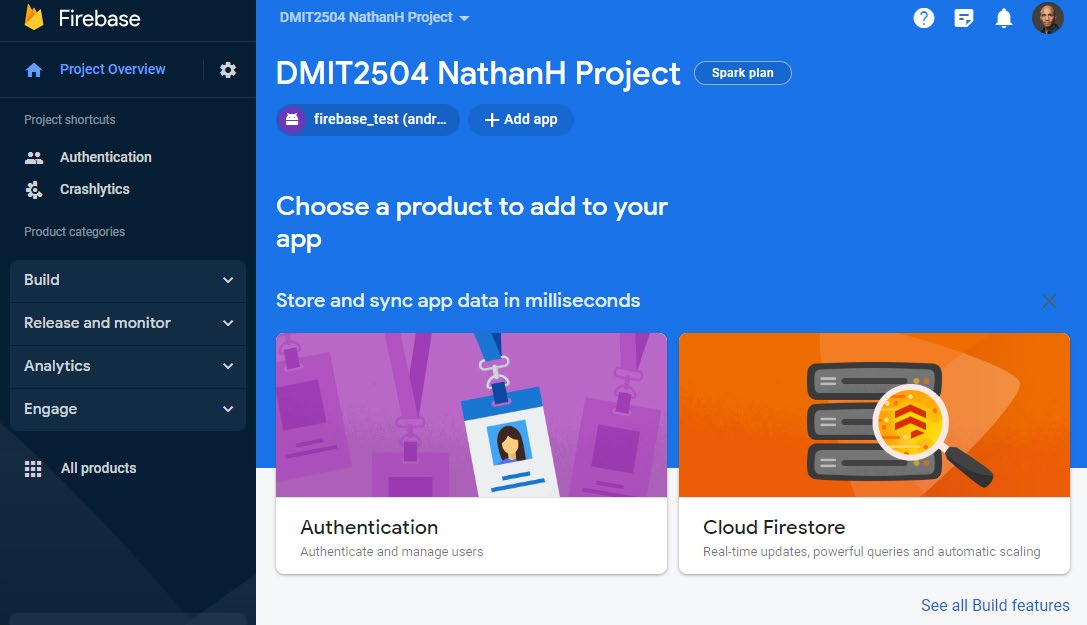 Firebase
Project Overview
Project shortcuts
Authentication
Crashlytics
Product categories
Build
Release and monitor
Analytics
Engage
All products
DMIT2504 NathanH Project
DMIT2504 NathanH Project
Spark plan
firebase_test (andr...
+ Add app
Choose a product to add to your
app
Store and sync app data in milliseconds
Authentication
Authenticate and manage users
Cloud Firestore
Real-time updates, powerful queries and automatic scaling
See all Build features